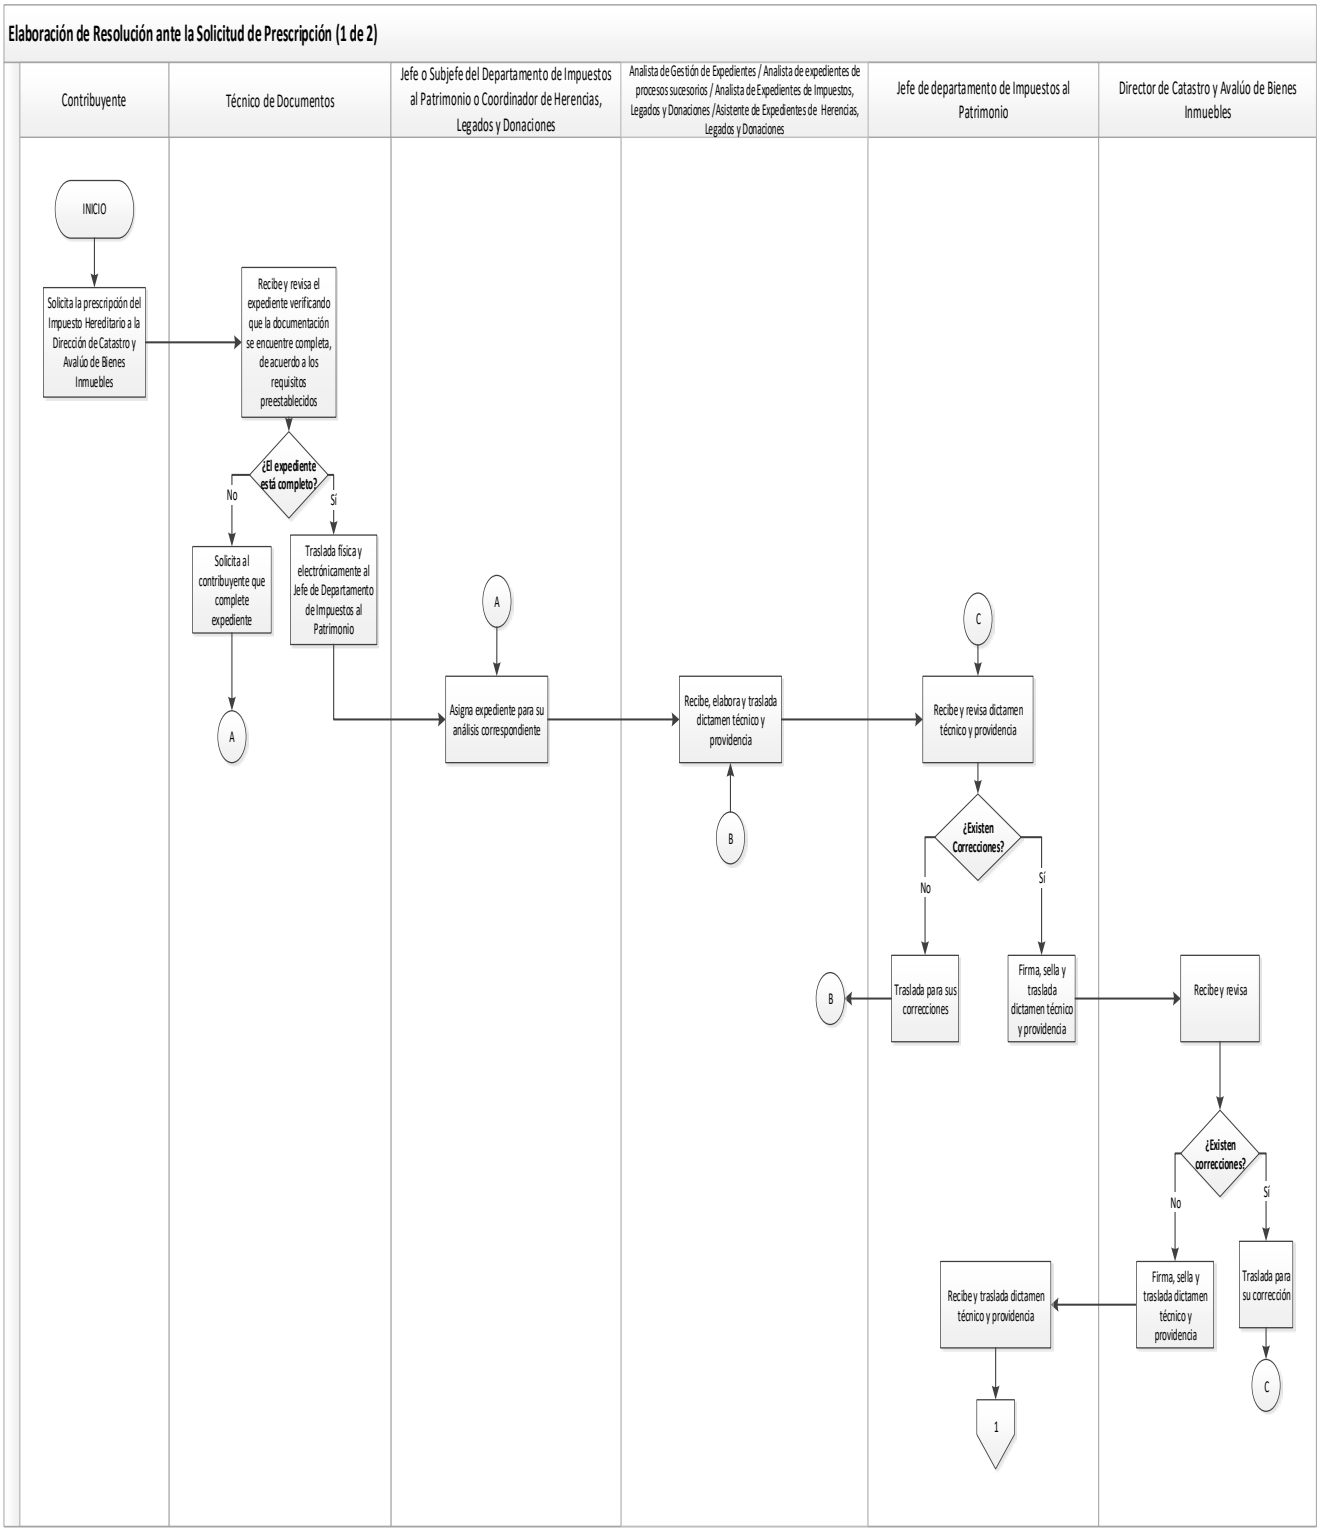 Elaboración de Resolución ante la Solicitud de Prescripción (1 de 2)
Contribuyente
Técnico de Documentos
Jefe o Subjefe del Departamento de Impuestos
al Patrimonio o Coordinador de Herencias,
Legados y Donaciones
Analista de Gestión de Expedientes / Analista de expedientes de
procesos sucesorios / Analista de Expedientes de Impuestos,
Legados y Donaciones /Asistente de Expedientes de Herencias,
Legados y Donaciones
Jefe de departamento de Impuestos al
Patrimonio
Director de Catastro y Avalúo de Bienes
Inmuebles
INICIO
Solicita la prescripción del
Impuesto Hereditario a la
Dirección de Catastro y
Avalúo de Bienes
Inmuebles
Recibe y revisa el
expediente verificando
que la documentación
se encuentre completa,
de acuerdo a los
requisitos
preestablecidos
¿El expediente
está completo?
No
Sí
Solicita al
contribuyente que
complete
expediente
Traslada física y
electrónicamente al
Jefe de Departamento
de Impuestos al
Patrimonio
A
A
Asigna expediente para su
análisis correspondiente
Recibe, elabora y traslada
dictamen técnico y
providencia
B
C
Recibe y revisa dictamen
técnico y providencia
¿Existen
Correcciones?
No
Sí
B
Traslada para sus
correcciones
Firma, sella y
traslada
dictamen técnico
y providencia
Recibe y revisa
¿Existen
correcciones?
No
Sí
Firma, sella y
traslada dictamen
técnico y
providencia
Traslada para
su corrección
C
Recibe y traslada dictamen
técnico y providencia
1